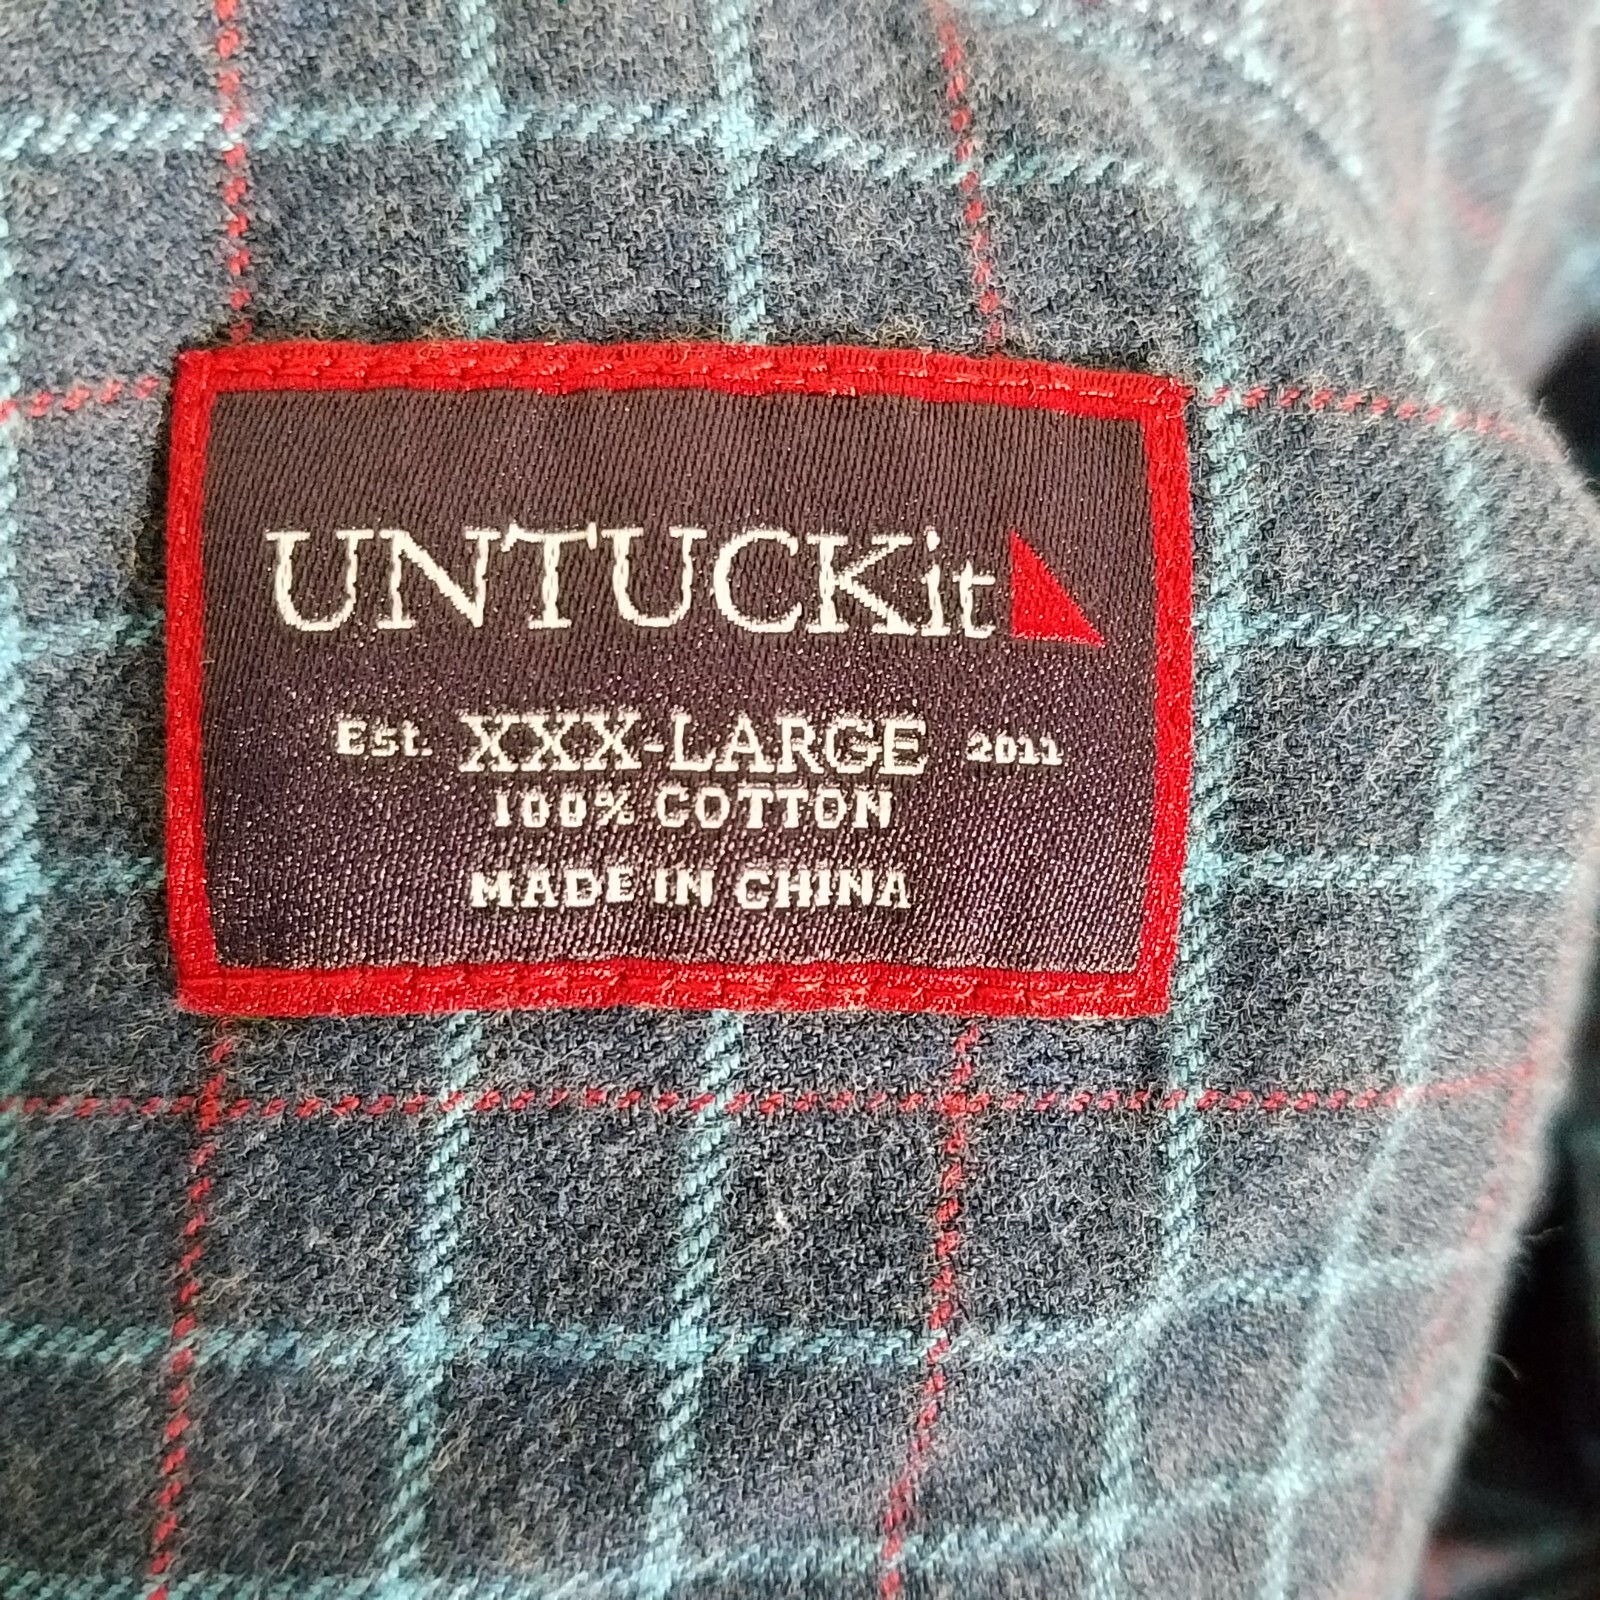 UNTUCKit
Est. XXX-LARGE 2011
100% COTTON
MADE IN CHINA